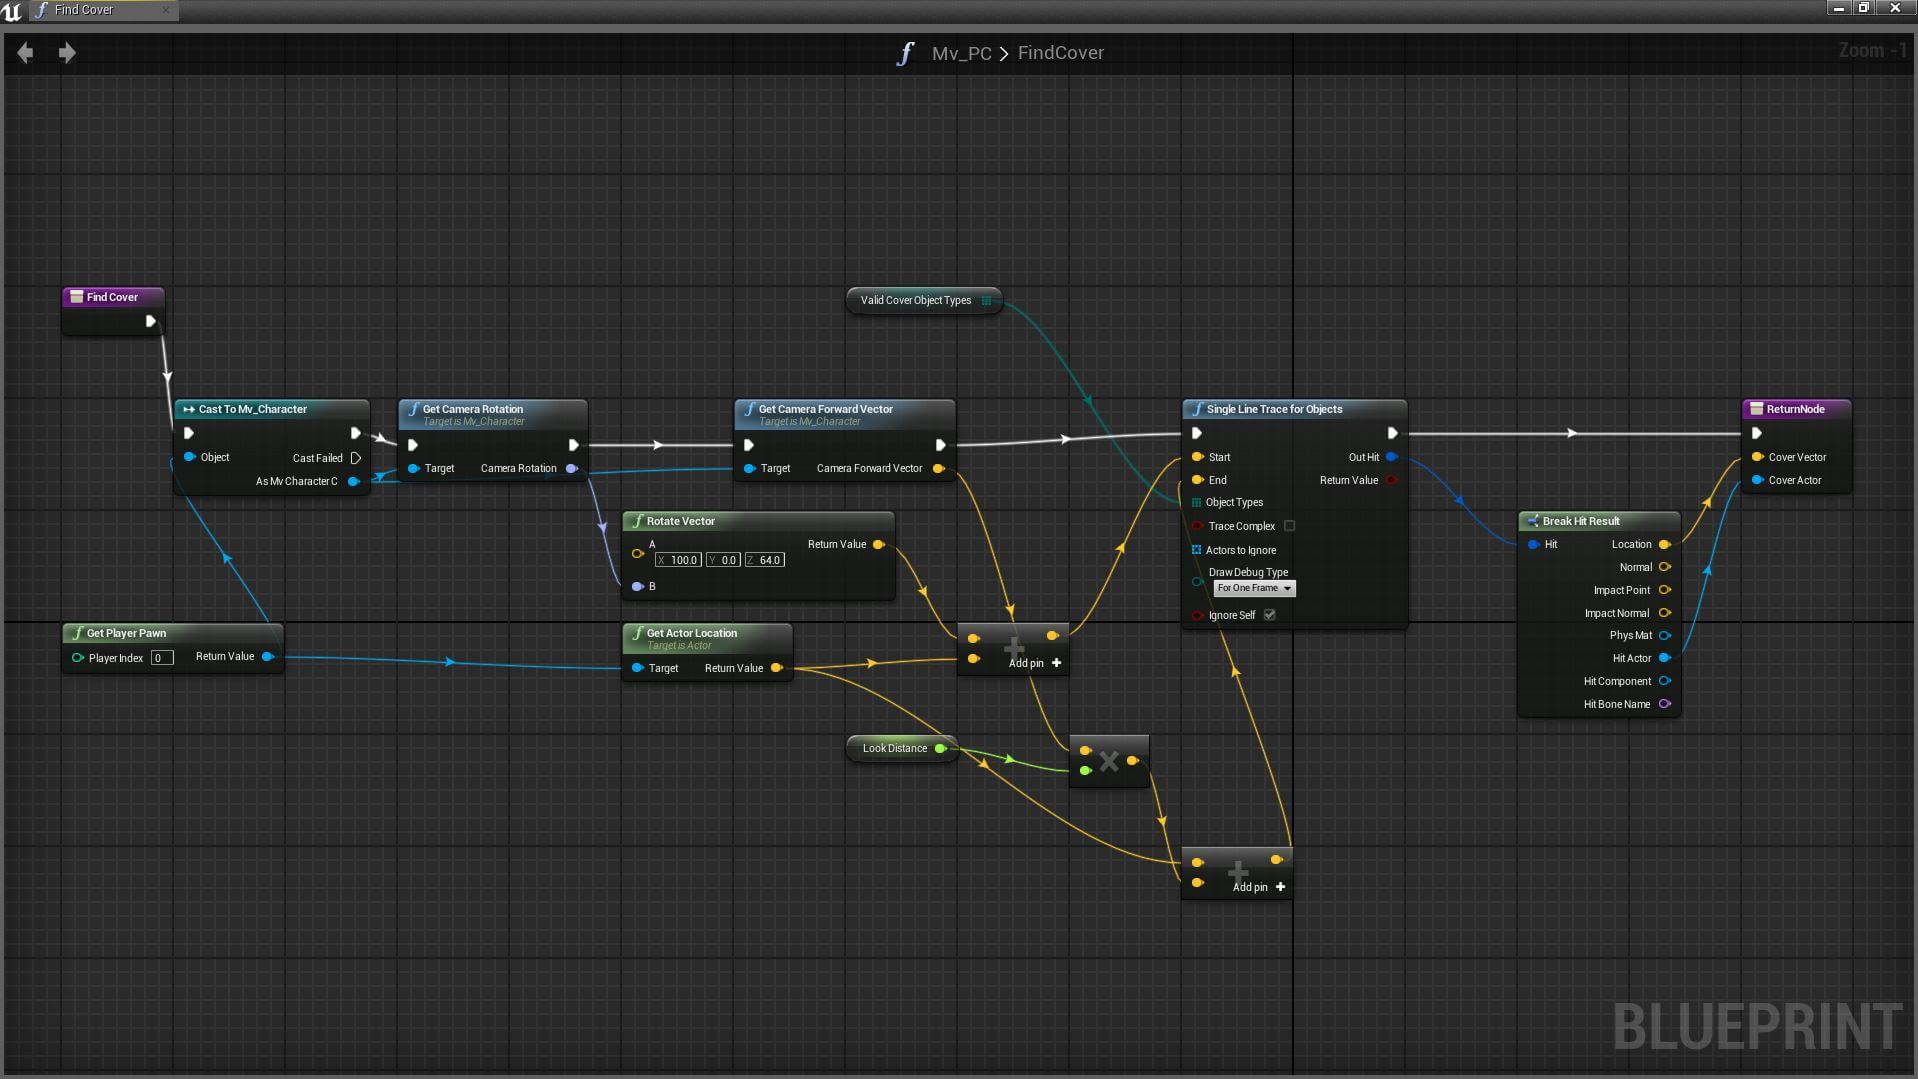 Find Cover
Mv_PC > FindCover
Zoom -1
Find Cover
Valid Cover Object Types
Cast To Mv_Character
Object
Cast Failed
As Mv Character C
Get Camera Rotation
Target is Mv_Character
Target
Camera Rotation
Get Camera Forward Vector
Target is Mv_Character
Target
Camera Forward Vector
Single Line Trace for Objects
Start
Out Hit
End
Return Value
Object Types
Trace Complex
Actors to Ignore
Draw Debug Type
For One Frame
Ignore Self
ReturnNode
Cover Vector
Cover Actor
Rotate Vector
A
Return Value
X 100.0 Y 0.0 Z 64.0
B
Break Hit Result
Hit
Location
Normal
Impact Point
Impact Normal
Phys Mat
Hit Actor
Hit Component
Hit Bone Name
Get Player Pawn
Player Index 0
Return Value
Get Actor Location
Target is Actor
Target
Return Value
Add pin +
Look Distance
Add pin +
BLUEPRINT